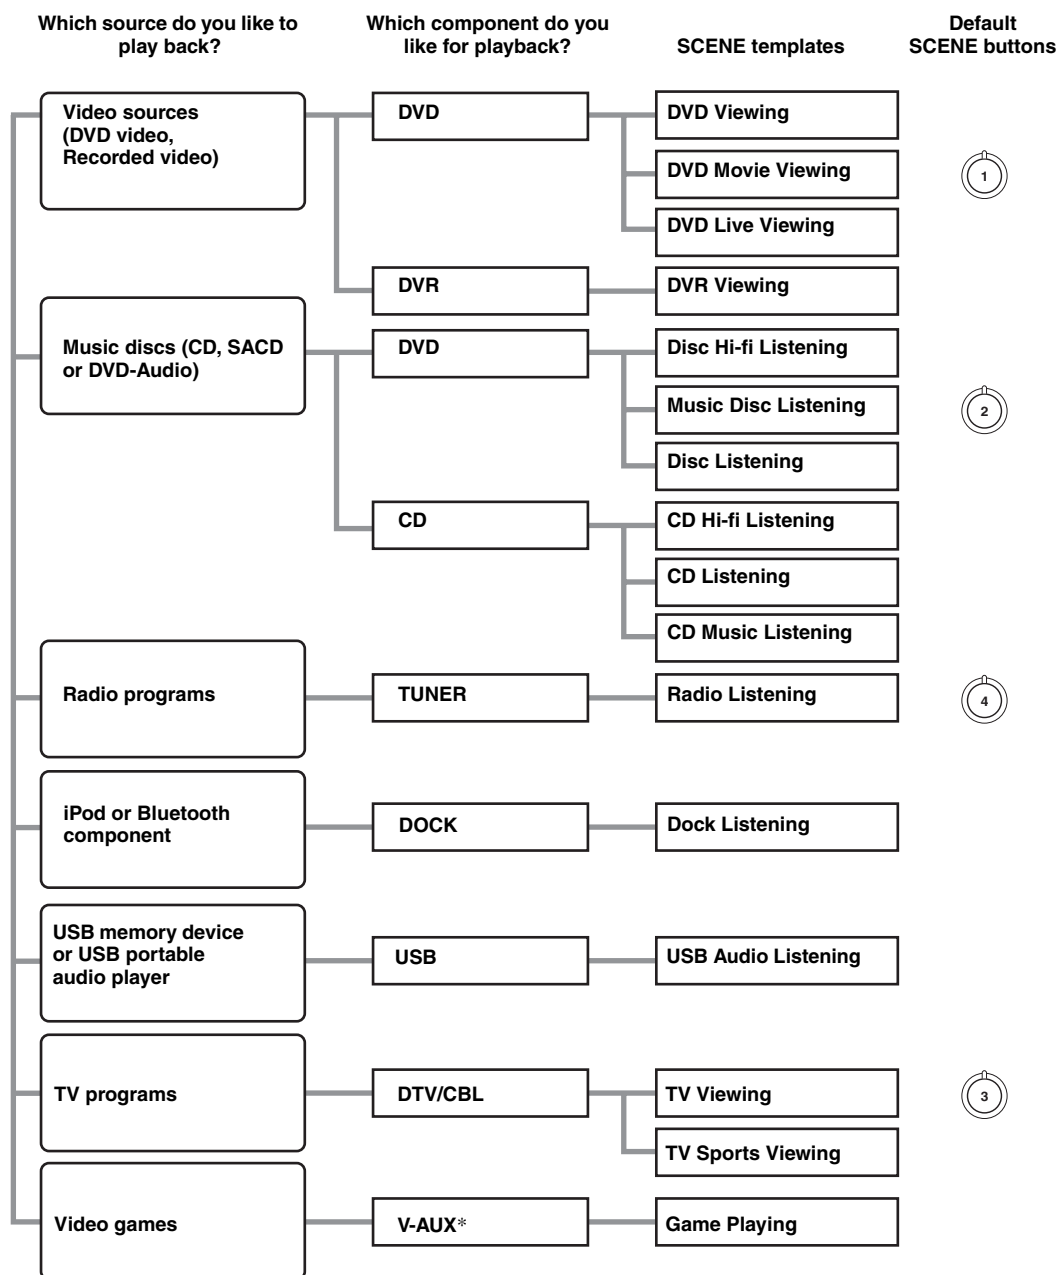 Which source do you like to
play back?
Which component do you
like for playback?
SCENE templates
Default
SCENE buttons
Video sources
(DVD video,
Recorded video)
DVD
DVD Viewing
DVD Movie Viewing
1
DVD Live Viewing
DVR
DVR Viewing
Music discs (CD, SACD
or DVD-Audio)
DVD
Disc Hi-fi Listening
Music Disc Listening
2
Disc Listening
CD
CD Hi-fi Listening
CD Listening
CD Music Listening
Radio programs
TUNER
Radio Listening
4
iPod or Bluetooth
component
DOCK
Dock Listening
USB memory device
or USB portable
audio player
USB
USB Audio Listening
TV programs
DTV/CBL
TV Viewing
3
TV Sports Viewing
Video games
V-AUX*
Game Playing